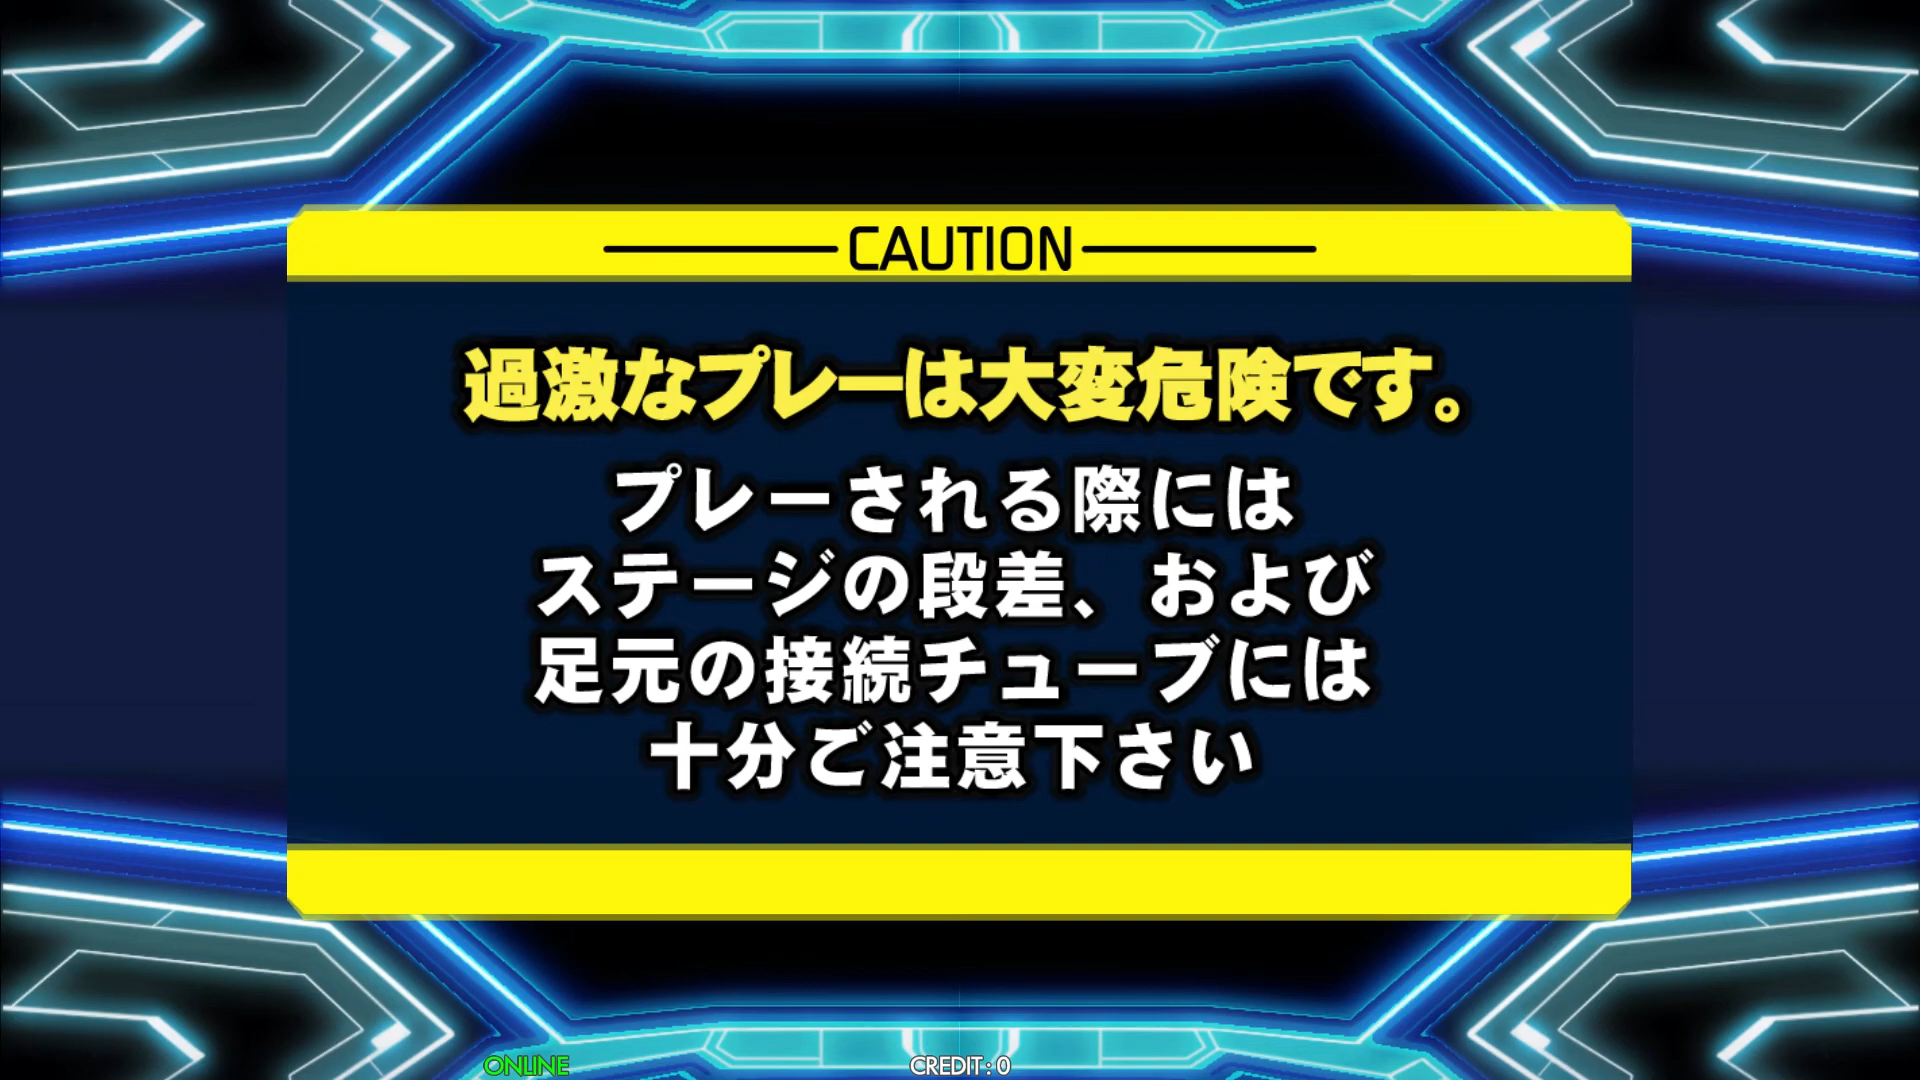 CAUTION
過激なプレーは大変危険です。
プレーされる際には
ステージの段差、および
足元の接続チューブには
十分ご注意下さい
ONLINE
CREDIT:0